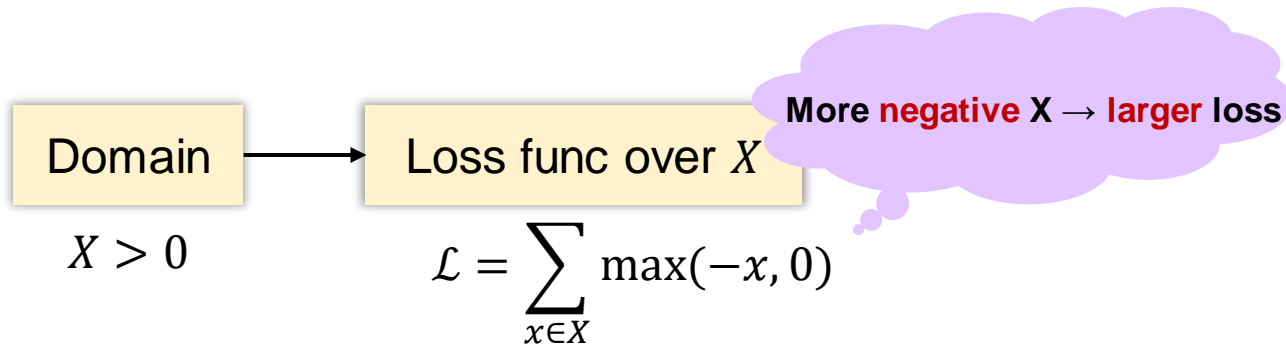 More negative X → larger loss
Domain
Loss func over X
X > 0
ℒ = ∑ max(−x, 0)
x∈X